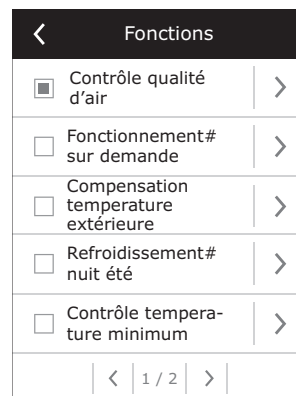 Fonctions
Contrôle qualité
d'air
Fonctionnement#
sur demande
Compensation
temperature
extérieure
Refroidissement#
nuit été
Contrôle tempera-
ture minimum
1 / 2